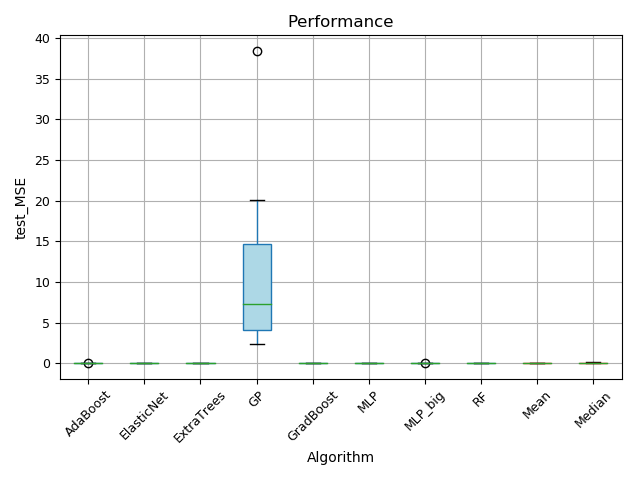 Performance
40
35
30
25
20
15
10
5
0
test_MSE
AdaBoost
ElasticNet
ExtraTrees
GP
GradBoost
MLP
MLP_big
RF
Mean
Median
Algorithm